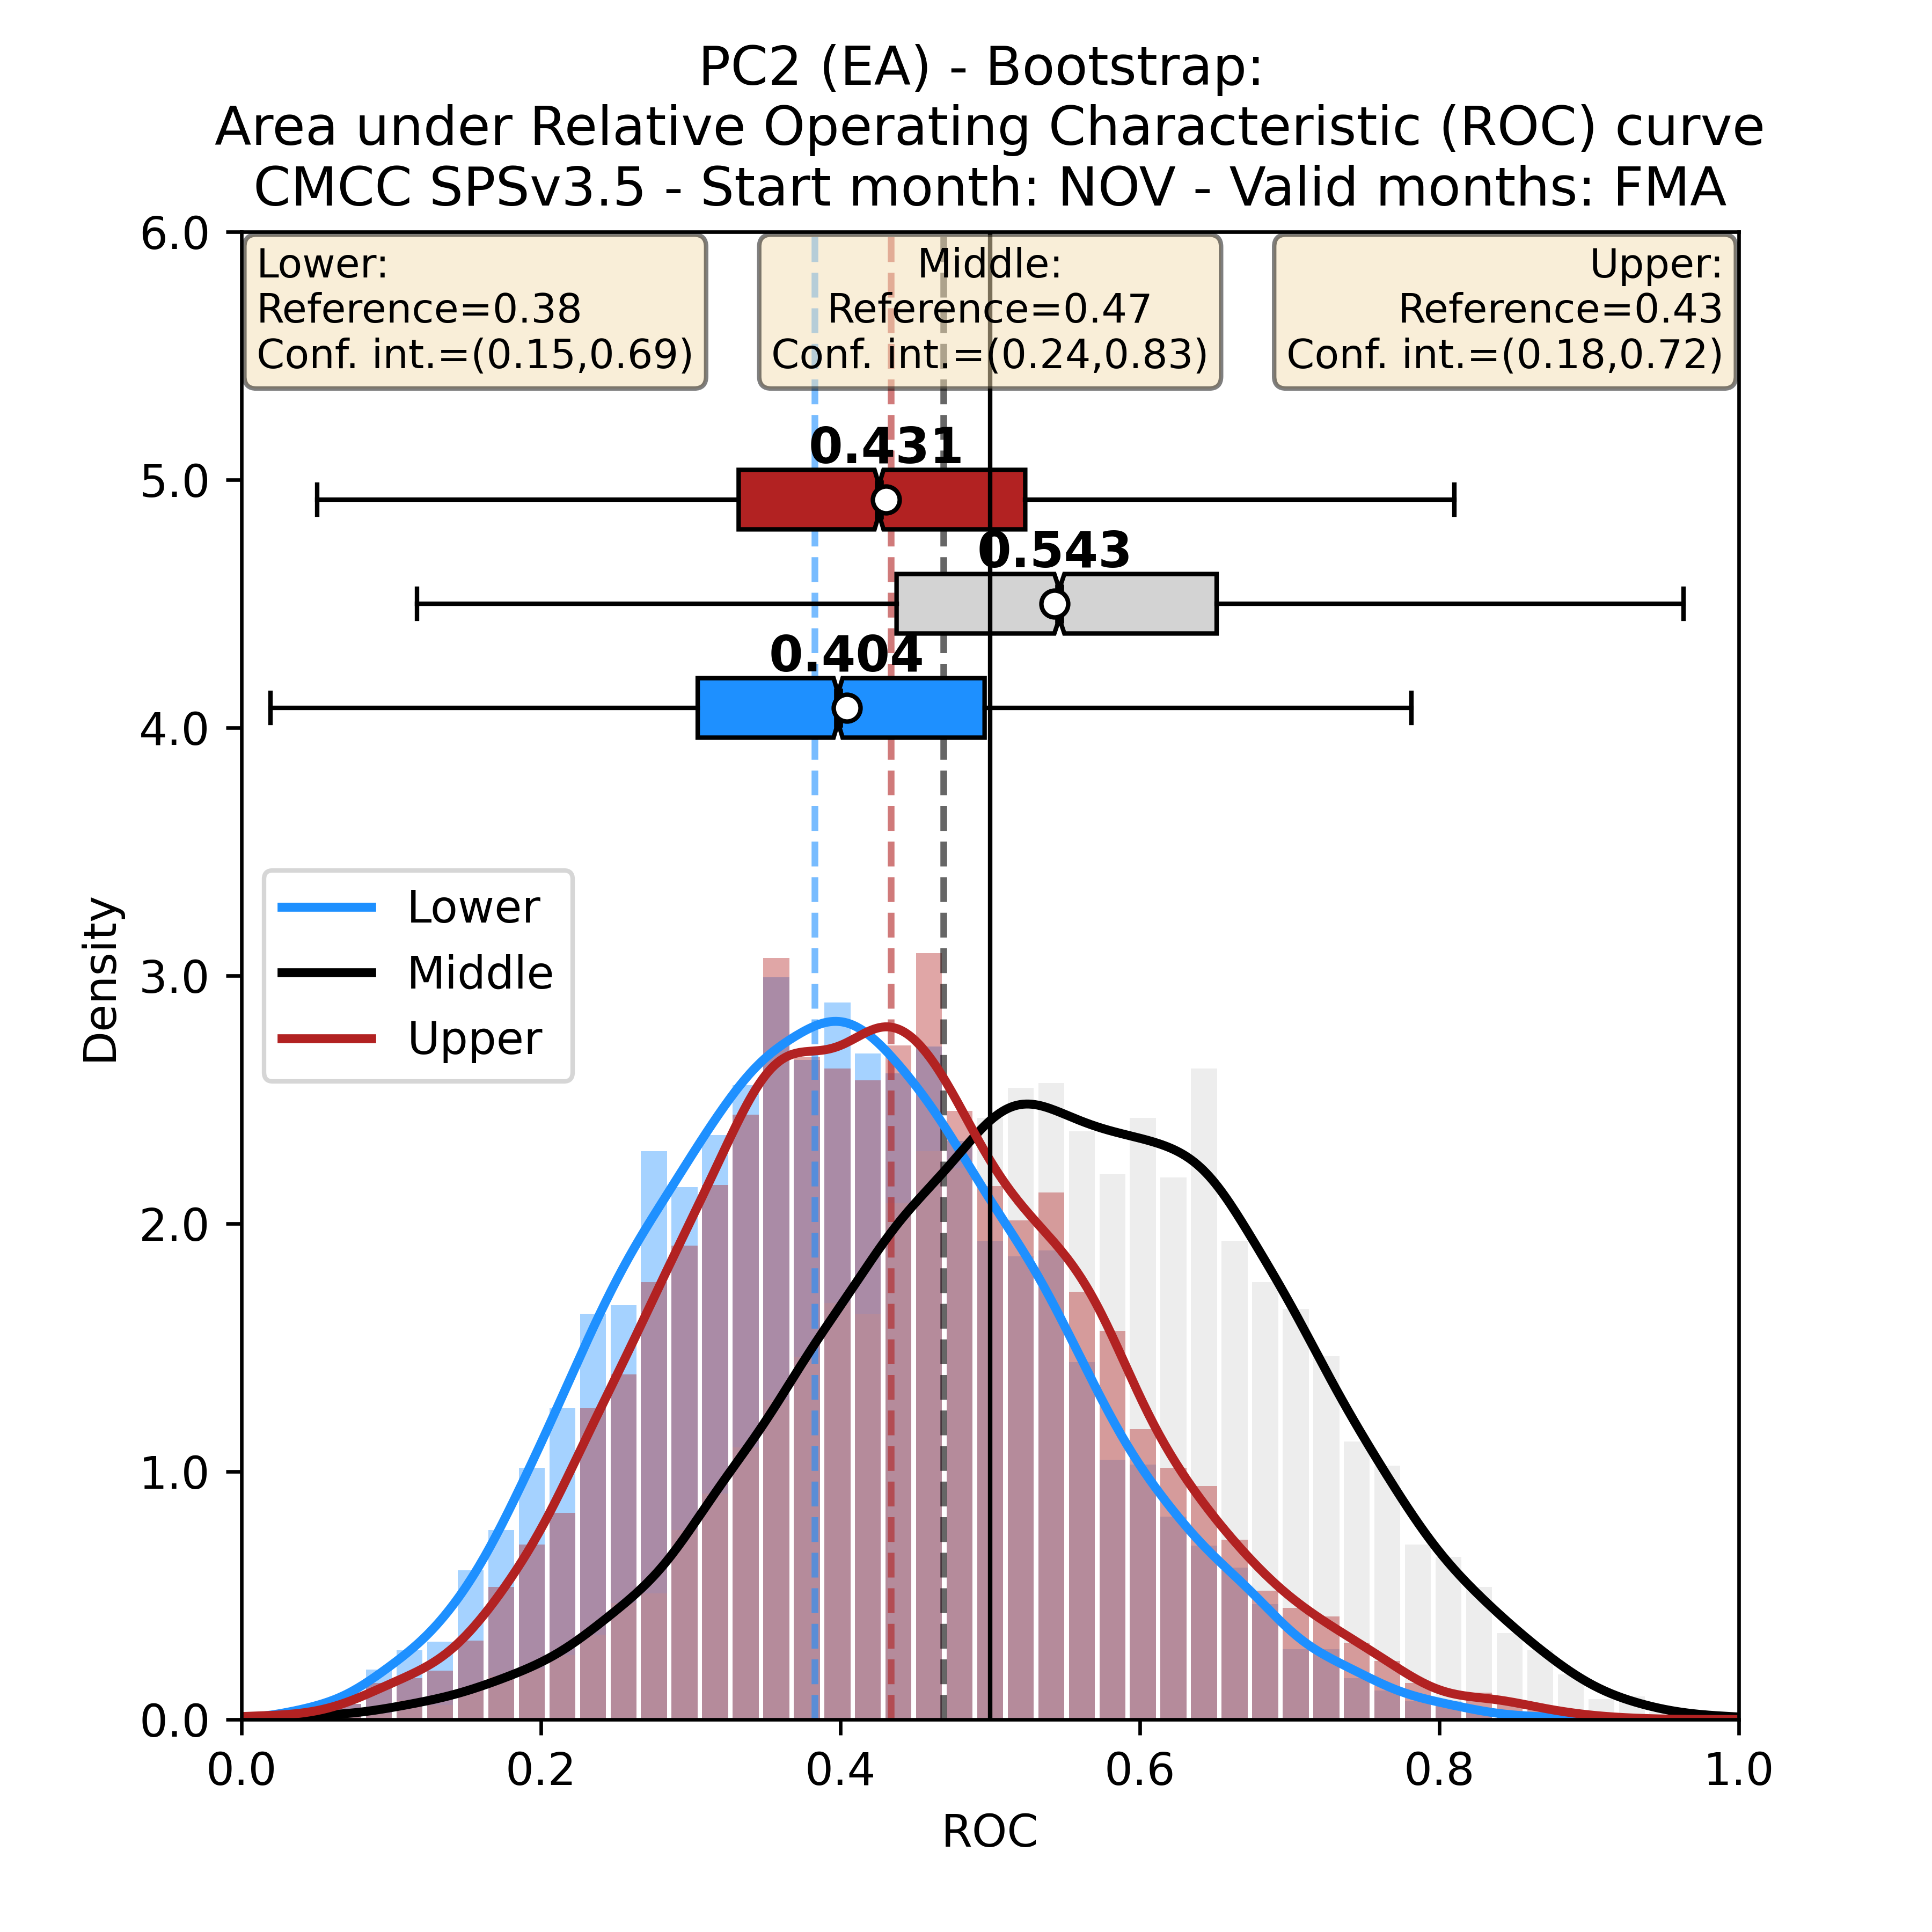 PC2 (EA) - Bootstrap:
Area under Relative Operating Characteristic (ROC) curve
CMCC SPSv3.5 - Start month: NOV - Valid months: FMA
Lower:
Reference=0.38
Conf. int.=(0.15,0.69)
Middle:
Reference=0.47
Conf. int.=(0.24,0.83)
Upper:
Reference=0.43
Conf. int.=(0.18,0.72)
0.431
0.543
0.404
Lower
Middle
Upper
Density
6.0
5.0
4.0
3.0
2.0
1.0
0.0
0.0 0.2 0.4 0.6 0.8 1.0
ROC